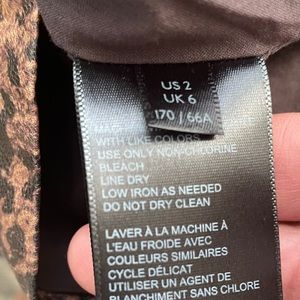 US 2
UK 6
170 / 66A
WITH LIKE COLORS
USE ONLY NON-CHLORINE
BLEACH
LINE DRY
LOW IRON AS NEEDED
DO NOT DRY CLEAN
LAVER À LA MACHINE À
L'EAU FROIDE AVEC
COULEURS SIMILAIRES
CYCLE DÉLICAT
UTILISER UN AGENT DE
BLANCHIMENT SANS CHLORE